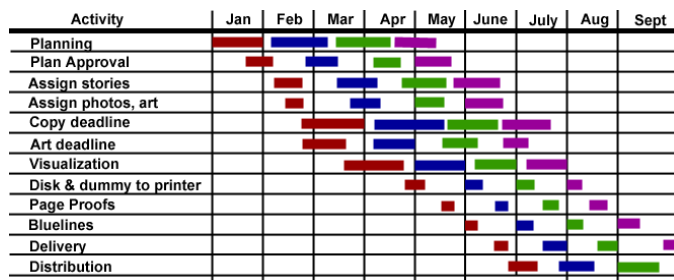 Activity Jan Feb Mar Apr May June July Aug Sept
Planning
Plan Approval
Assign stories
Assign photos, art
Copy deadline
Art deadline
Visualization
Disk & dummy to printer
Page Proofs
Bluelines
Delivery
Distribution